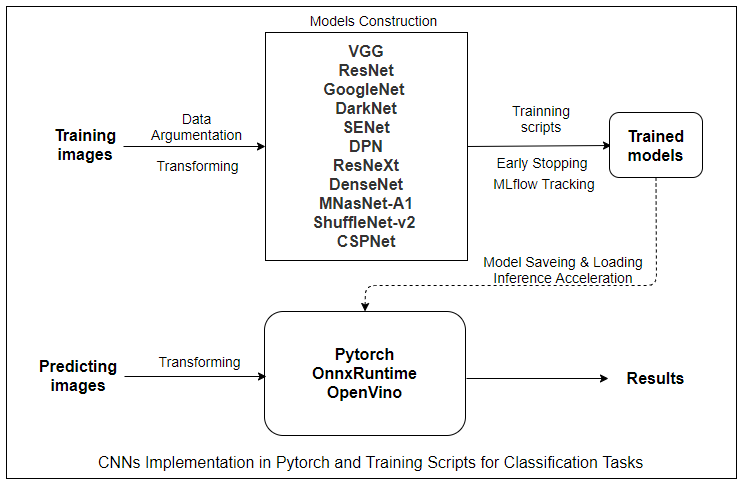 Models Construction
VGG
ResNet
GoogleNet
DarkNet
SENet
DPN
ResNeXt
DenseNet
MNasNet-A1
ShuffleNet-v2
CSPNet
Training
images
Data
Argumentation
Transforming
Trainning
scripts
Early Stopping
MLflow Tracking
Trained
models
Model Saveing & Loading
Inference Acceleration
Predicting
images
Transforming
Pytorch
OnnxRuntime
OpenVino
Results
CNNs Implementation in Pytorch and Training Scripts for Classification Tasks